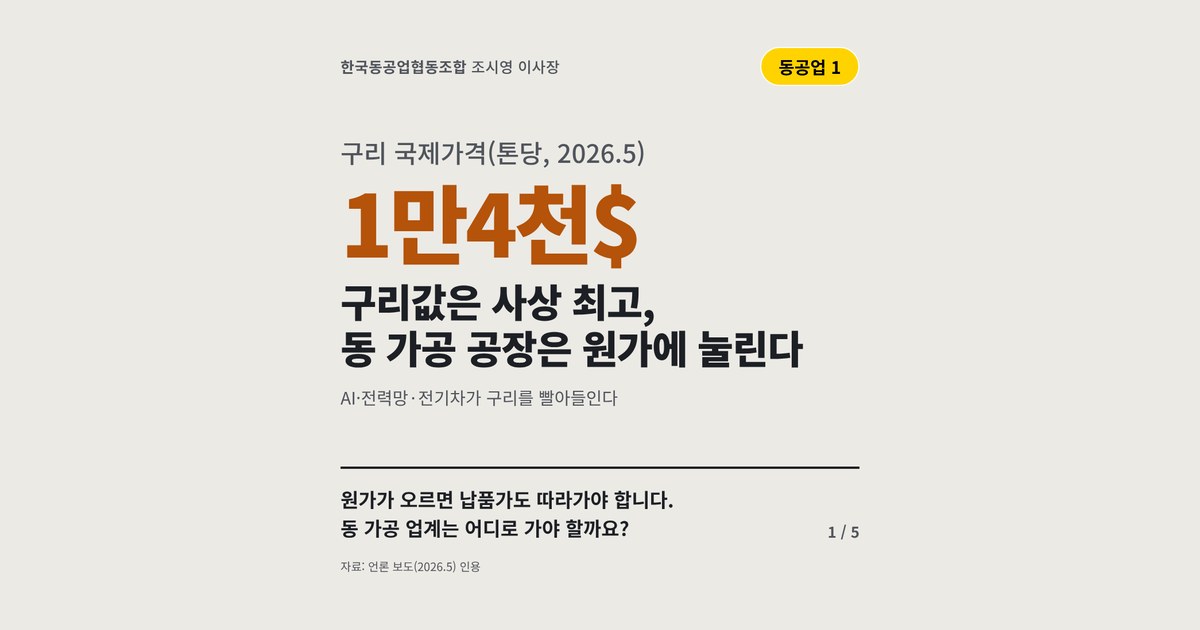 한국동공업협동조합 조시영 이사장
동공업 1
구리 국제가격(톤당, 2026.5)
1만4천$
구리값은 사상 최고,
동 가공 공장은 원가에 눌린다
AI·전력망·전기차가 구리를 빨아들인다
원가가 오르면 납품가도 따라가야 합니다.
동 가공 업계는 어디로 가야 할까요?
1 / 5
자료: 언론 보도(2026.5) 인용